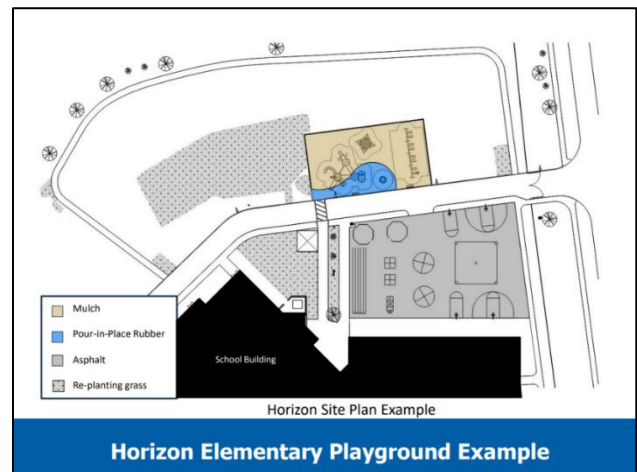 Mulch
Pour-in-Place Rubber
Asphalt
Re-planting grass
School Building
Horizon Site Plan Example
Horizon Elementary Playground Example